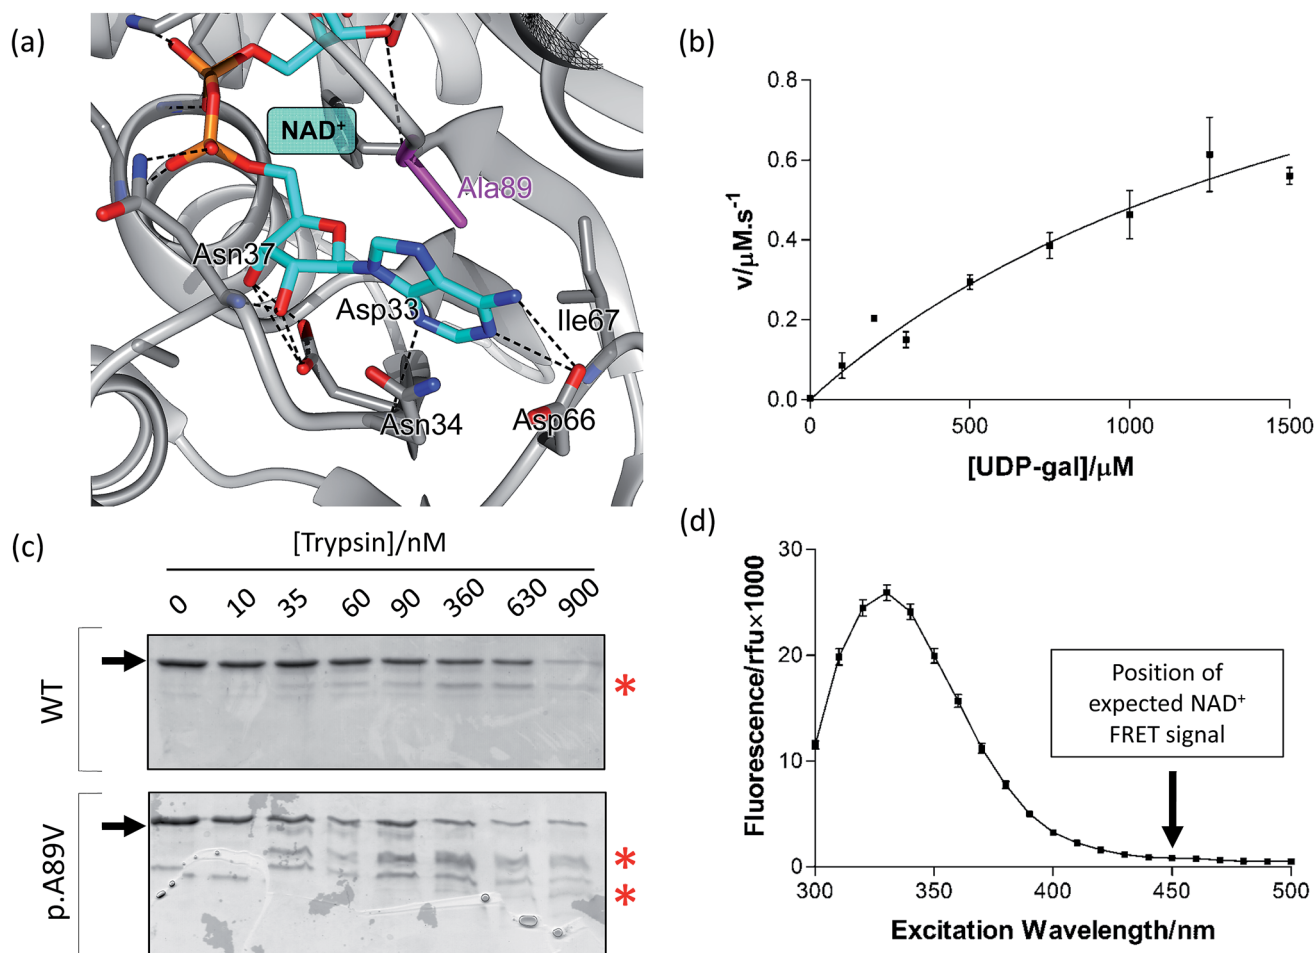 (a)
NAD⁺
Ala89
Asn37
Asp33
Ile67
Asn34
Asp66
(b)
v/μM.s⁻¹
0.8
0.6
0.4
0.2
0.0
0 500 1000 1500
[UDP-gal]/μM
(c)
[Trypsin]/nM
0 10 35 60 90 360 630 900
WT
*
p.A89V
*
*
(d)
Fluorescence/rfu×1000
30
20
10
0
Position of
expected NAD⁺
FRET signal
300 350 400 450 500
Excitation Wavelength/nm